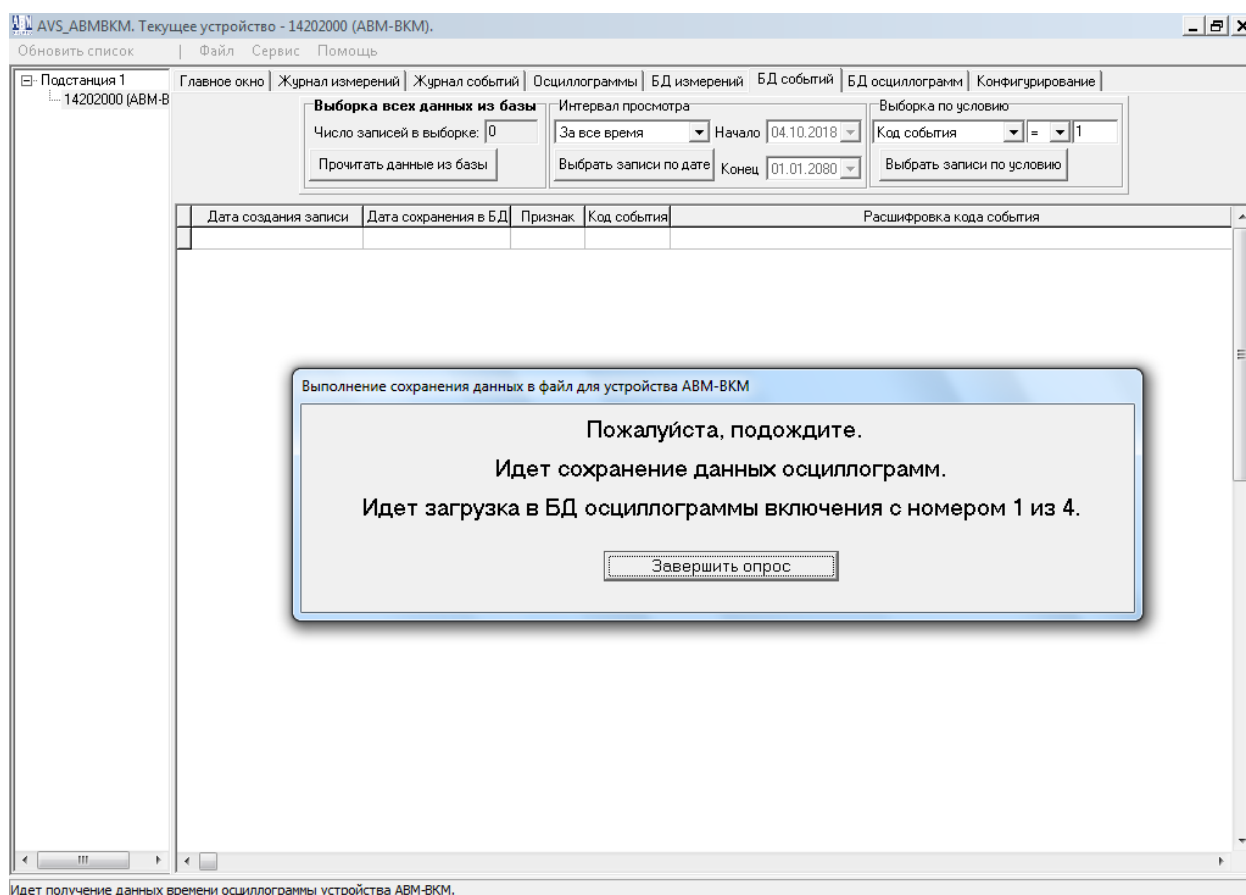 AVS_ABMBKM. Текущее устройство - 14202000 (АВМ-ВКМ).
Обновить список | Файл Сервис Помощь
Подстанция 1
14202000 (АВМ-В
Главное окно Журнал измерений Журнал событий Осциллограммы БД измерений БД событий БД осциллограмм Конфигурирование
Выборка всех данных из базы Интервал просмотра Выборка по условию
Число записей в выборке: 0 За все время Начало 04.10.2018 Код события = 1
Прочитать данные из базы Выбрать записи по дате Конец 01.01.2080 Выбрать записи по условию
Дата создания записи Дата сохранения в БД Признак Код события Расшифровка кода события
Выполнение сохранения данных в файл для устройства АВМ-ВКМ
Пожалуйста, подождите.
Идет сохранение данных осциллограмм.
Идет загрузка в БД осциллограммы включения с номером 1 из 4.
Завершить опрос
Идет получение данных времени осциллограммы устройства АВМ-ВКМ.